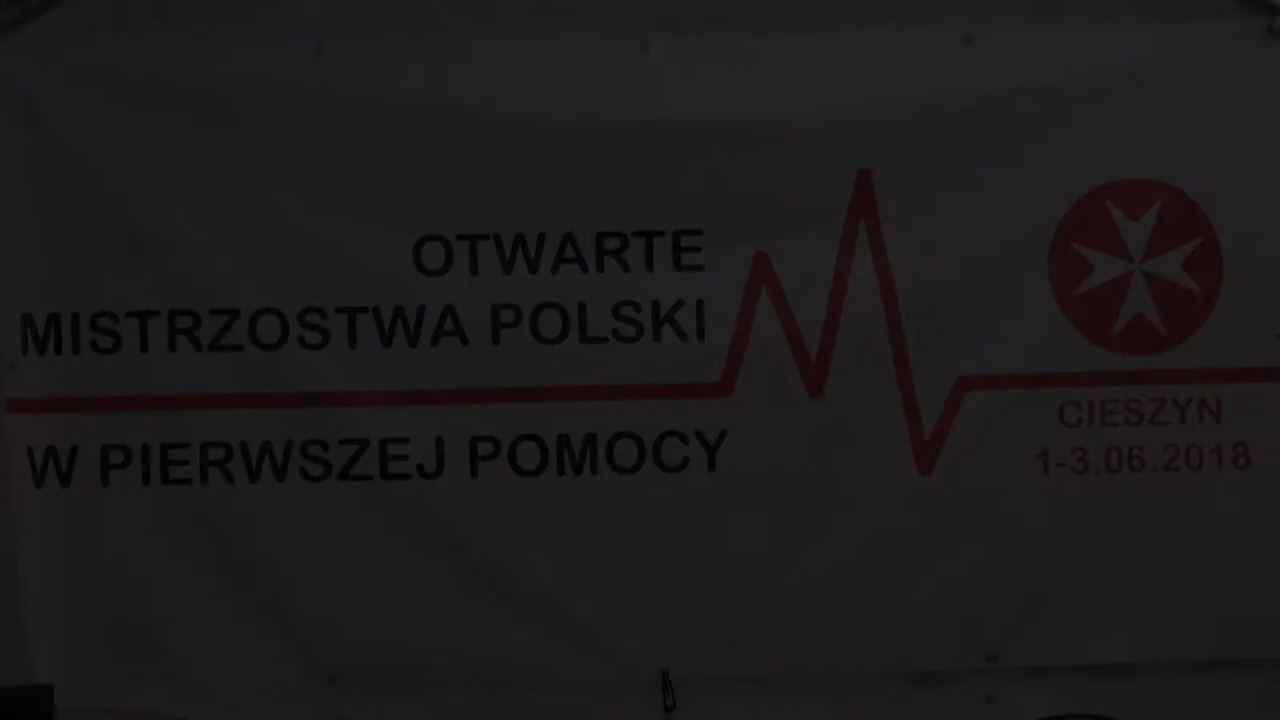 OTWARTE
MISTRZOSTWA POLSKI
W PIERWSZEJ POMOCY
CIESZYN
1-3.06.2018